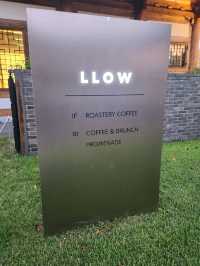 LLOW
1F ROASTERY COFFEE
B1 COFFEE & BRUNCH
PROMENADE